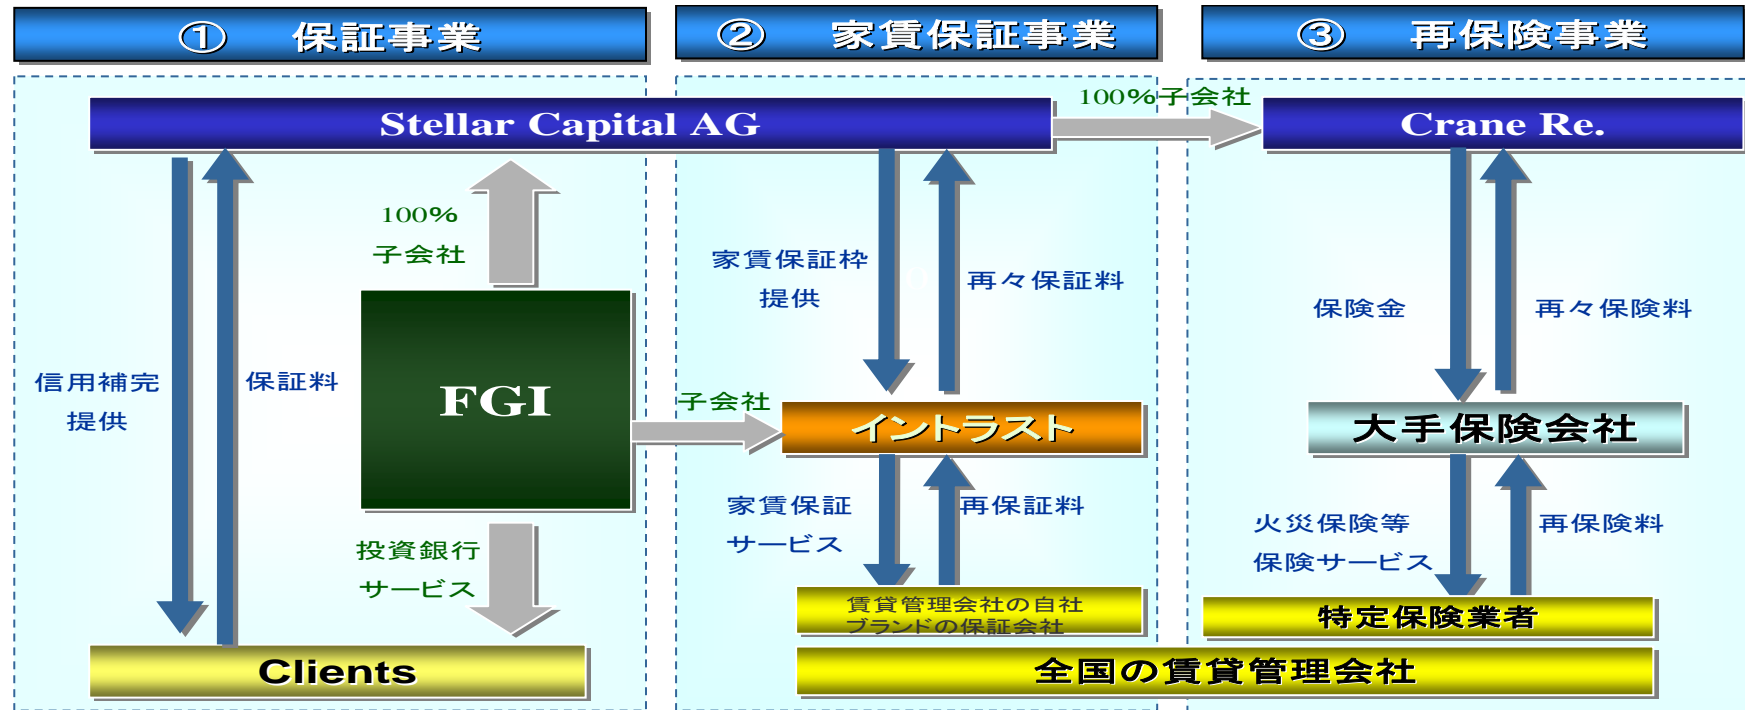 ① 保証事業
② 家賃保証事業
③ 再保険事業
100%子会社
Stellar Capital AG
Crane Re.
100%
子会社
家賃保証枠
提供
再々保証料
保険金
再々保険料
信用補完
提供
保証料
FGI
子会社
イントラスト
大手保険会社
投資銀行
サービス
家賃保証
サービス
再保証料
火災保険等
保険サービス
再保険料
賃貸管理会社の自社
ブランドの保証会社
特定保険業者
Clients
全国の賃貸管理会社